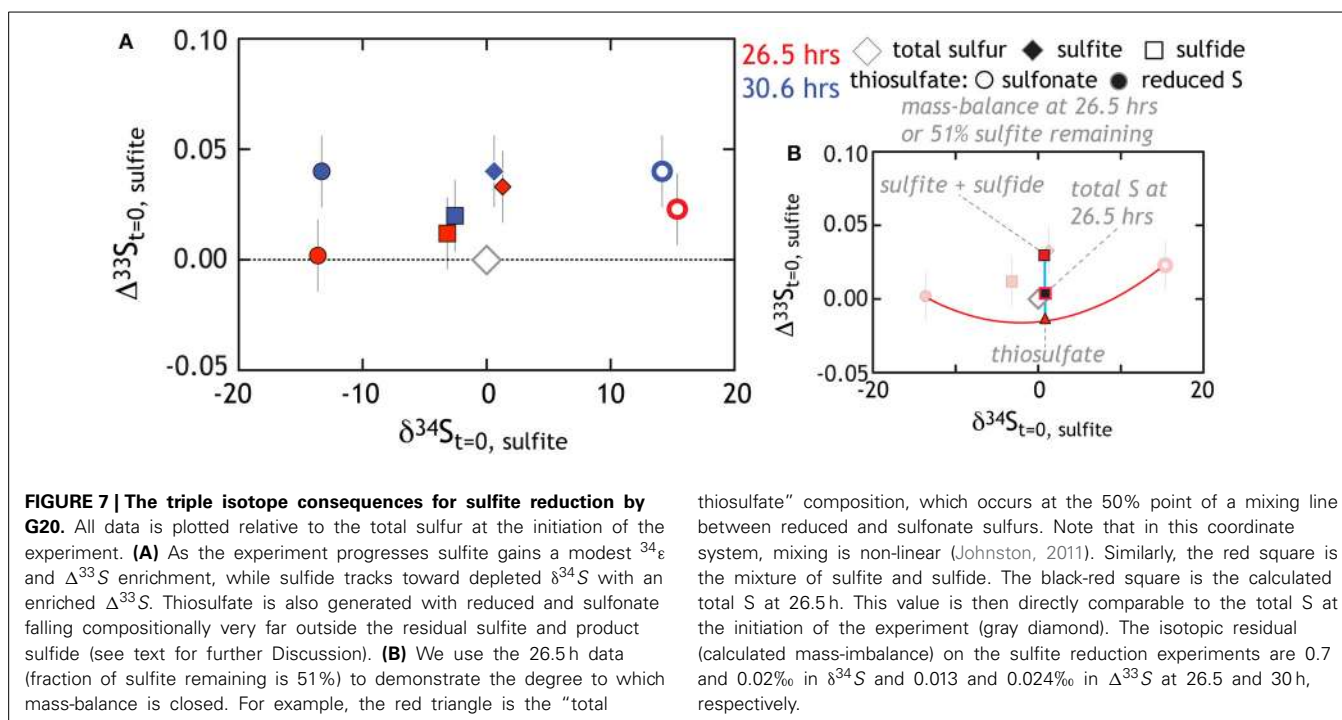 A
0.10
0.05
0.00
-0.05
Δ³³S t=0, sulfite
-20
-10
0
10
20
δ³⁴S t=0, sulfite
26.5 hrs
30.6 hrs
total sulfur
sulfite
sulfide
thiosulfate:
sulfonate
reduced S
mass-balance at 26.5 hrs
or 51% sulfite remaining
B
0.10
0.05
0.00
-0.05
Δ³³S t=0, sulfite
sulfite + sulfide
total S at
26.5 hrs
thiosulfate
-20
0
20
δ³⁴S t=0, sulfite
FIGURE 7 | The triple isotope consequences for sulfite reduction by
G20. All data is plotted relative to the total sulfur at the initiation of the
experiment. (A) As the experiment progresses sulfite gains a modest ³⁴ε
and Δ³³S enrichment, while sulfide tracks toward depleted δ³⁴S with an
enriched Δ³³S. Thiosulfate is also generated with reduced and sulfonate
falling compositionally very far outside the residual sulfite and product
sulfide (see text for further Discussion). (B) We use the 26.5 h data
(fraction of sulfite remaining is 51%) to demonstrate the degree to which
mass-balance is closed. For example, the red triangle is the “total
thiosulfate” composition, which occurs at the 50% point of a mixing line
between reduced and sulfonate sulfurs. Note that in this coordinate
system, mixing is non-linear (Johnston, 2011). Similarly, the red square is
the mixture of sulfite and sulfide. The black-red square is the calculated
total S at 26.5 h. This value is then directly comparable to the total S at
the initiation of the experiment (gray diamond). The isotopic residual
(calculated mass-imbalance) on the sulfite reduction experiments are 0.7
and 0.02‰ in δ³⁴S and 0.013 and 0.024‰ in Δ³³S at 26.5 and 30 h,
respectively.